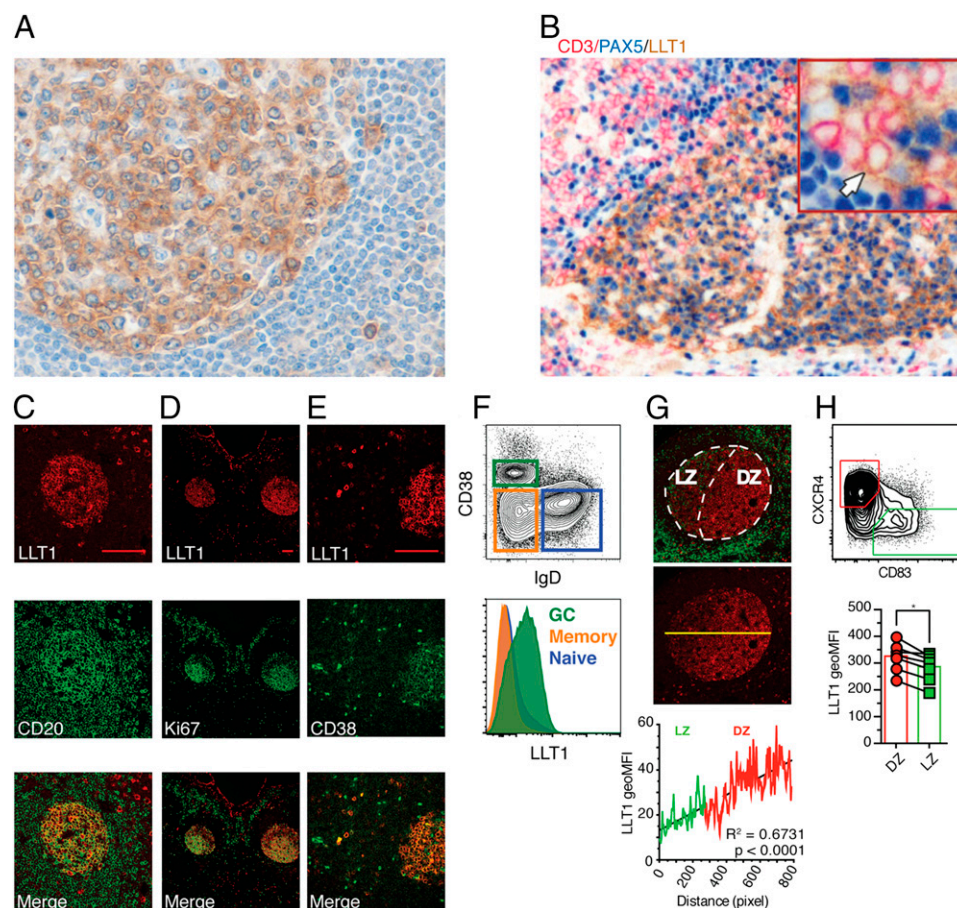 A
B
CD3/PAX5/LLT1
C
D
E
F
G
H
LLT1
LLT1
LLT1
CD20
Ki67
CD38
Merge
Merge
Merge
CD38
IgD
GC
Memory
Naive
LLT1
LZ
DZ
60
40
20
0
LLT1 geoMFI
LZ
DZ
R² = 0.6731
p < 0.0001
0
200
400
600
800
Distance (pixel)
CXCR4
CD83
500
400
300
200
100
0
LLT1 geoMFI
*
DZ
LZ